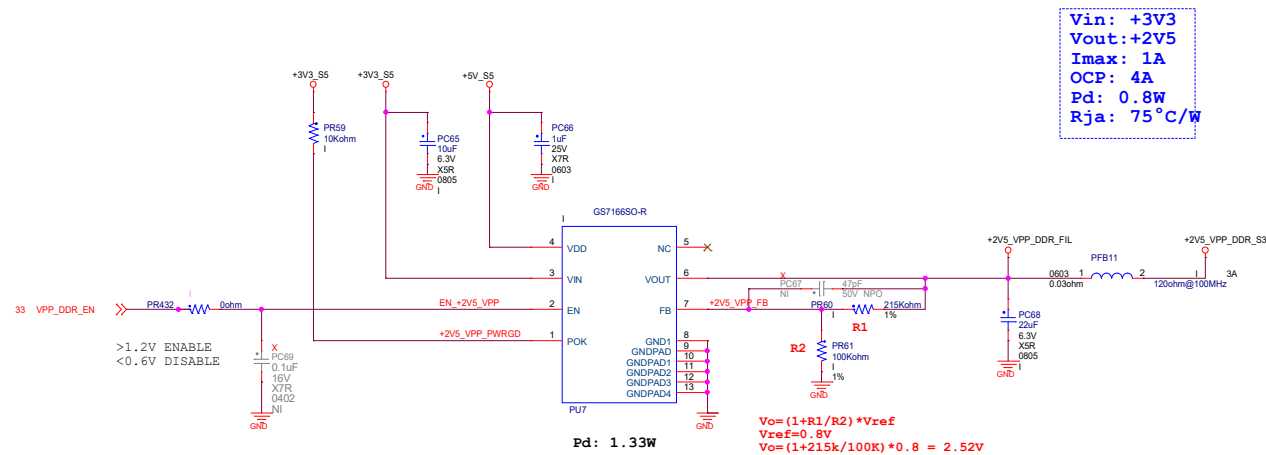 Vin: +3V3
Vout:+2V5
Imax: 1A
OCP: 4A
Pd: 0.8W
Rja: 75°C/W
+3V3_S5
+3V3_S5
+5V_S5
PR59
10Kohm
I
PC65
10uF
6.3V
X5R
0805
I
GND
PC66
1uF
25V
X7R
0603
I
GND
I
GS7166SO-R
4 VDD
3 VIN
2 EN
1 POK
NC 5
VOUT 6
FB 7
GND1 8
GNDPAD 9
GNDPAD1 10
GNDPAD2 11
GNDPAD3 12
GNDPAD4 13
PU7
Pd: 1.33W
33 VPP_DDR_EN
PR432
I
0ohm
EN_+2V5_VPP
+2V5_VPP_PWRGD
>1.2V ENABLE
<0.6V DISABLE
X
PC69
0.1uF
16V
X7R
0402
NI
GND
X
PC67
NI
47pF
50V NPO
+2V5_VPP_FB
PR60
I
215Kohm
1%
R1
R2
PR61
100Kohm
I
1%
GND
GND
+2V5_VPP_DDR_FIL
PC68
22uF
6.3V
X5R
0805
I
GND
PFB11
0603
0.03ohm
1
2
I
120ohm@100MHz
3A
+2V5_VPP_DDR_S3
Vo=(1+R1/R2)*Vref
Vref=0.8V
Vo=(1+215k/100K)*0.8 = 2.52V